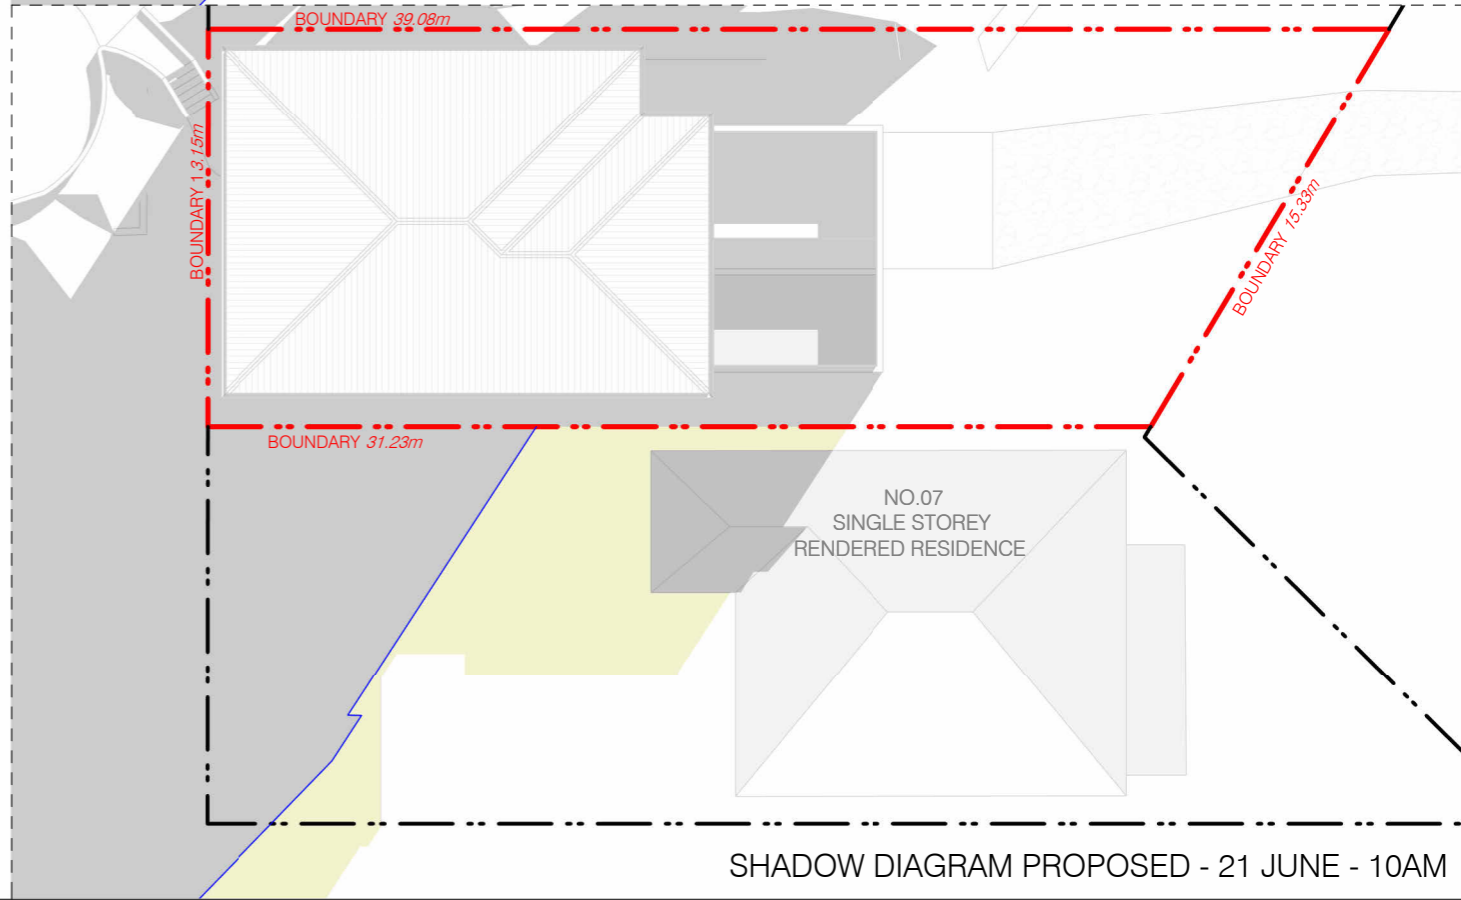 BOUNDARY 39.08m
BOUNDARY 13.15m
BOUNDARY 15.33m
BOUNDARY 31.23m
NO.07
SINGLE STOREY
RENDERED RESIDENCE
SHADOW DIAGRAM PROPOSED - 21 JUNE - 10AM